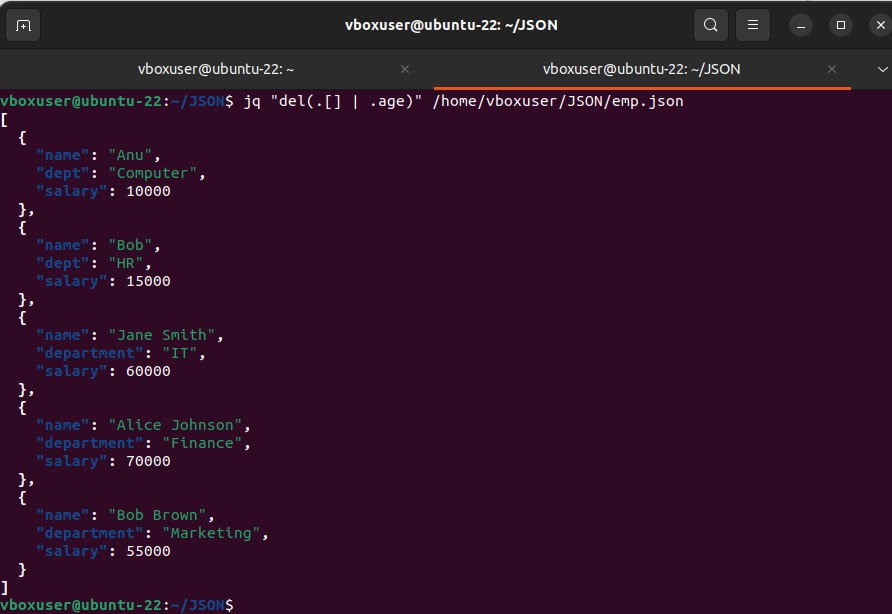 vboxuser@ubuntu-22: ~/JSON
vboxuser@ubuntu-22: ~
vboxuser@ubuntu-22: ~/JSON
vboxuser@ubuntu-22:~/JSON$ jq "del(.[] | .age)" /home/vboxuser/JSON/emp.json
[
  {
    "name": "Anu",
    "dept": "Computer",
    "salary": 10000
  },
  {
    "name": "Bob",
    "dept": "HR",
    "salary": 15000
  },
  {
    "name": "Jane Smith",
    "department": "IT",
    "salary": 60000
  },
  {
    "name": "Alice Johnson",
    "department": "Finance",
    "salary": 70000
  },
  {
    "name": "Bob Brown",
    "department": "Marketing",
    "salary": 55000
  }
]
vboxuser@ubuntu-22:~/JSON$